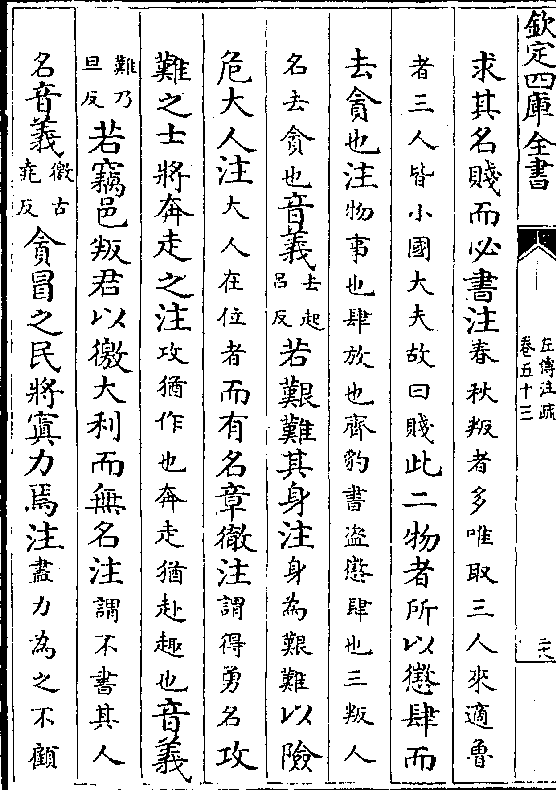 欽定四庫全書
左傳注疏
卷五十三
求其名賤而必書注春秋叛者多唯取三人來適魯
者三人皆小國大夫故曰賤此二物者所以懲肆而
去貪也注物事也肆放也齊豹書盗懲肆也三叛人
名去貪也音義去起呂反若艱難其身注身為艱難以險
危大人注大人在位者而有名章徹注謂得勇名攻
難之士將奔走之注攻猶作也奔走猶赴趣也音義
難乃旦反若竊邑叛君以徼大利而無名注謂不書其人
名音義徼古堯反貪冒之民將寘力焉注盡力為之不顧